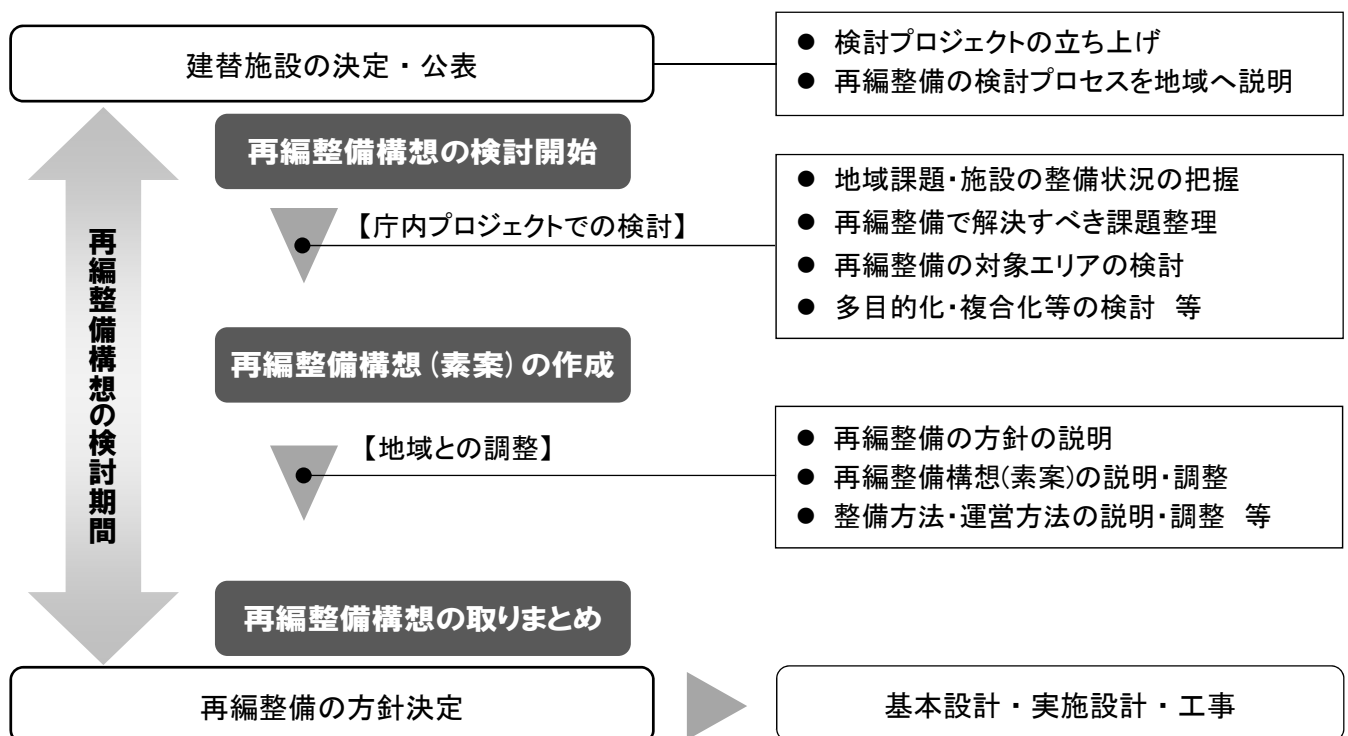 建替施設の決定・公表
● 検討プロジェクトの立ち上げ
● 再編整備の検討プロセスを地域へ説明
再編整備構想の検討期間
再編整備構想の検討開始
【庁内プロジェクトでの検討】
● 地域課題・施設の整備状況の把握
● 再編整備で解決すべき課題整理
● 再編整備の対象エリアの検討
● 多目的化・複合化等の検討　等
再編整備構想(素案)の作成
【地域との調整】
● 再編整備の方針の説明
● 再編整備構想(素案)の説明・調整
● 整備方法・運営方法の説明・調整　等
再編整備構想の取りまとめ
再編整備の方針決定
基本設計・実施設計・工事